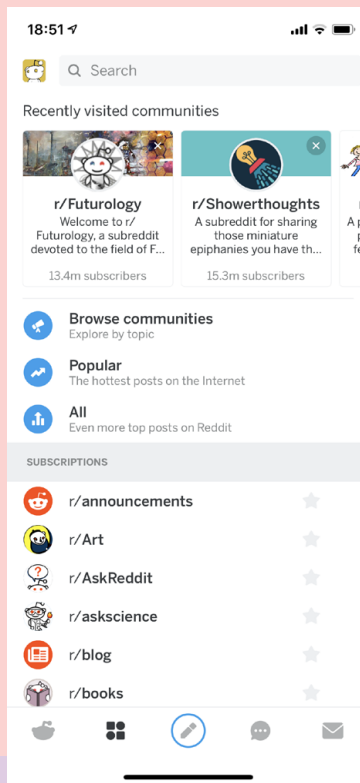 18:51
Search
Recently visited communities
r/Futurology
Welcome to r/
Futurology, a subreddit
devoted to the field of F...
13.4m subscribers
r/Showerthoughts
A subreddit for sharing
those miniature
epiphanies you have th...
15.3m subscribers
Browse communities
Explore by topic
Popular
The hottest posts on the Internet
All
Even more top posts on Reddit
SUBSCRIPTIONS
r/announcements
r/Art
r/AskReddit
r/askscience
r/blog
r/books